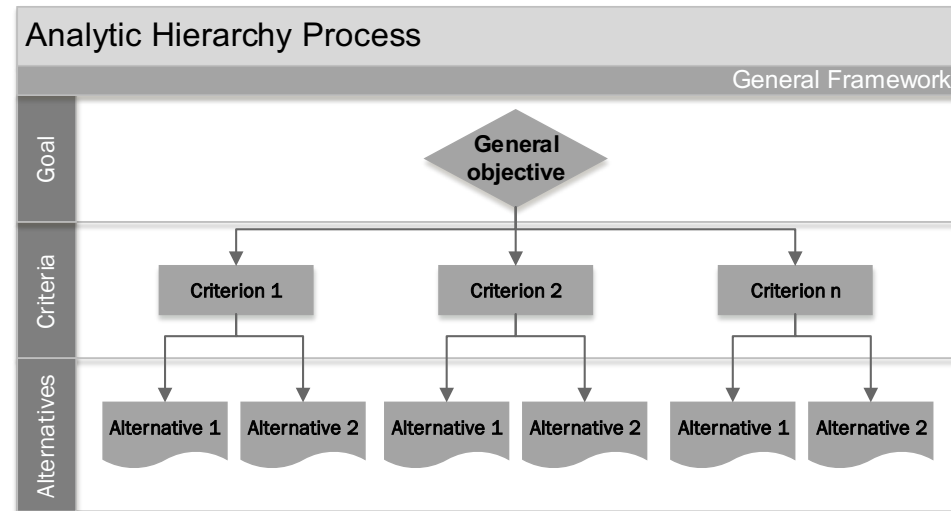 Analytic Hierarchy Process
General Framework
Goal
General
objective
Criteria
Criterion 1
Criterion 2
Criterion n
Alternatives
Alternative 1
Alternative 2
Alternative 1
Alternative 2
Alternative 1
Alternative 2